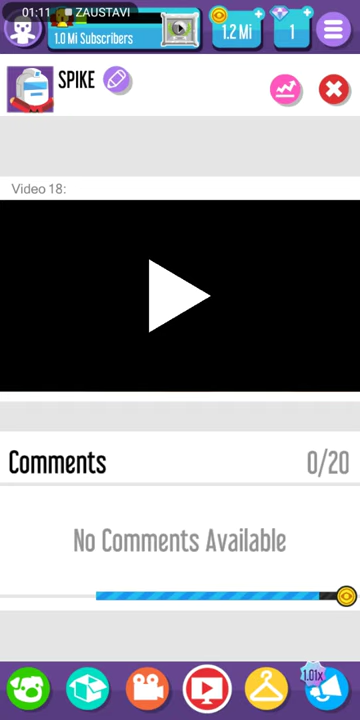 01:11 ZAUSTAVI
1.0 Mi Subscribers
1.2 Mi
1
SPIKE
Video 18:
Comments 0/20
No Comments Available
1.01x